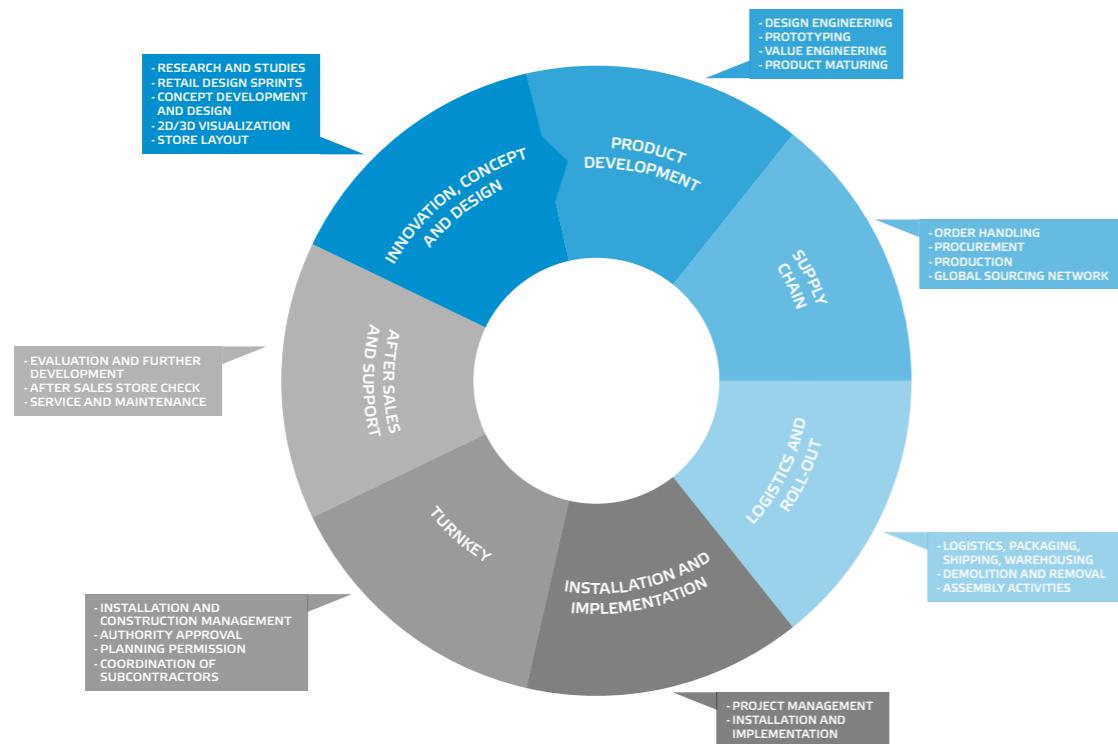 - DESIGN ENGINEERING
- PROTOTYPING
- VALUE ENGINEERING
- PRODUCT MATURING
- RESEARCH AND STUDIES
- RETAIL DESIGN SPRINTS
- CONCEPT DEVELOPMENT
AND DESIGN
- 2D/3D VISUALIZATION
- STORE LAYOUT
PRODUCT
DEVELOPMENT
INNOVATION, CONCEPT
AND DESIGN
SUPPLY
CHAIN
- ORDER HANDLING
- PROCUREMENT
- PRODUCTION
- GLOBAL SOURCING NETWORK
AFTER SALES
AND SUPPORT
- EVALUATION AND FURTHER
DEVELOPMENT
- AFTER SALES STORE CHECK
- SERVICE AND MAINTENANCE
LOGISTICS AND
ROLL-OUT
- LOGISTICS, PACKAGING,
SHIPPING, WAREHOUSING
- DEMOLITION AND REMOVAL
- ASSEMBLY ACTIVITIES
TURNKEY
INSTALLATION AND
IMPLEMENTATION
- INSTALLATION AND
CONSTRUCTION MANAGEMENT
- AUTHORITY APPROVAL
- PLANNING PERMISSION
- COORDINATION OF
SUBCONTRACTORS
- PROJECT MANAGEMENT
- INSTALLATION AND
IMPLEMENTATION